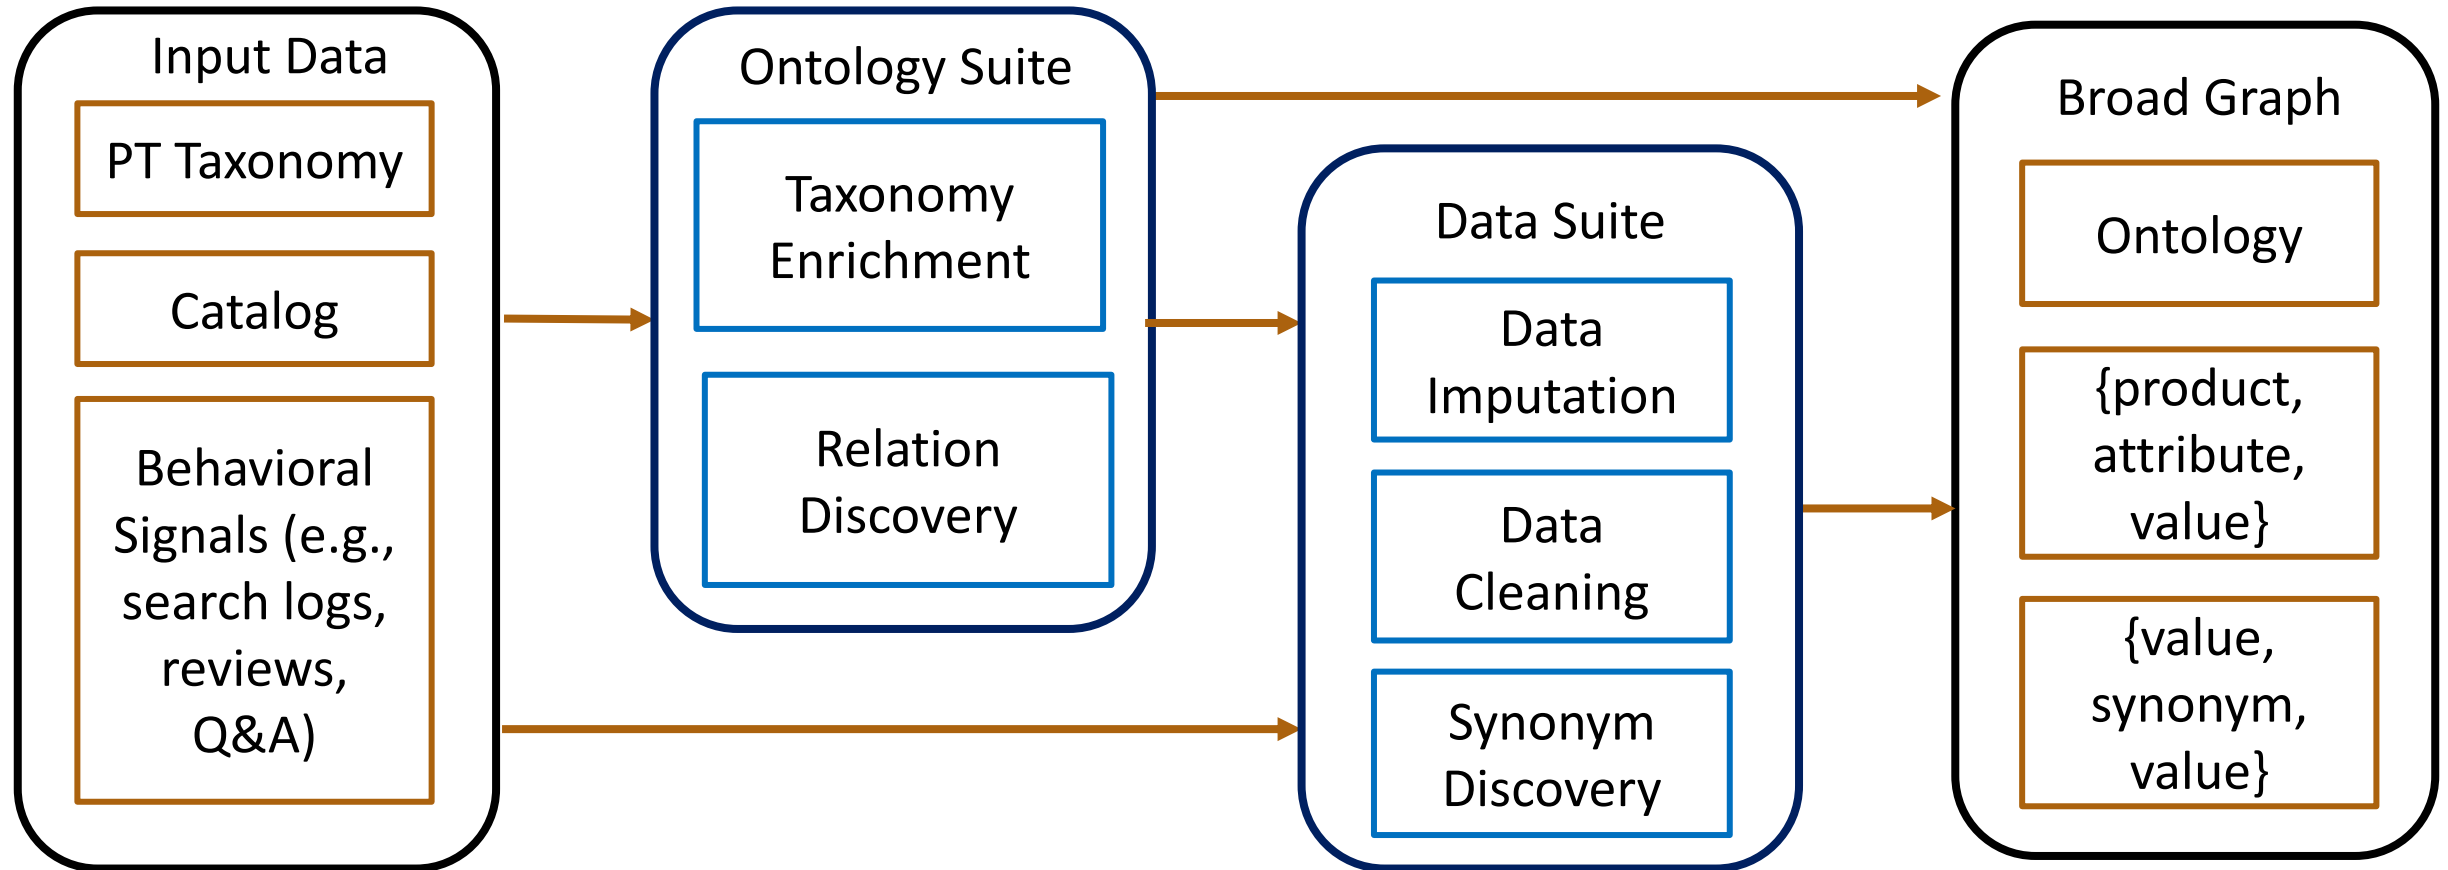 Input Data
PT Taxonomy
Catalog
Behavioral
Signals (e.g.,
search logs,
reviews,
Q&A)
Ontology Suite
Taxonomy
Enrichment
Relation
Discovery
Data Suite
Data
Imputation
Data
Cleaning
Synonym
Discovery
Broad Graph
Ontology
{product,
attribute,
value}
{value,
synonym,
value}